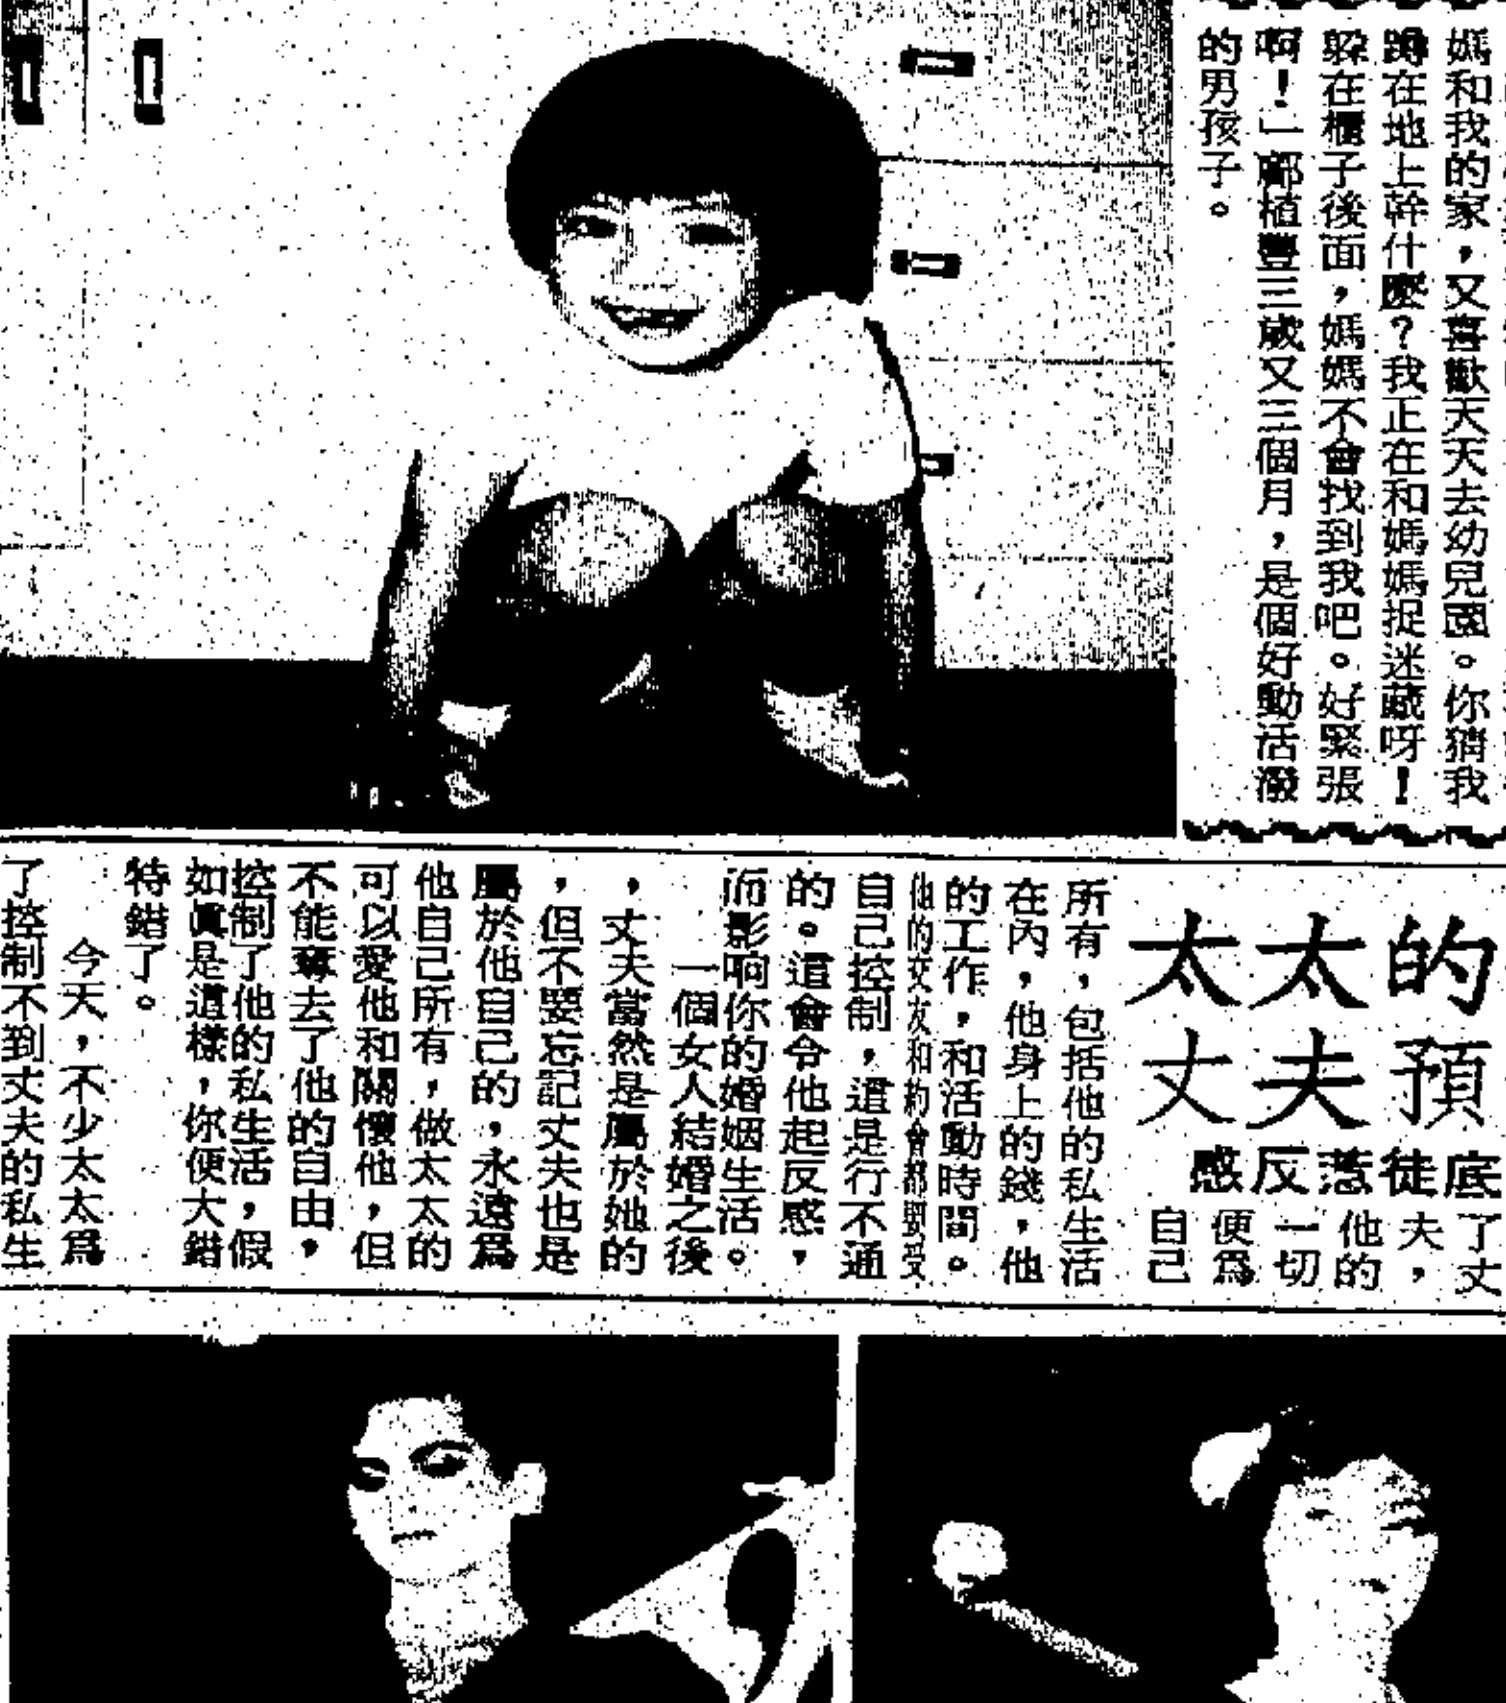 媽和我的家，又喜歡天天去幼兒園。你猜我
蹲在地上幹什麼？我正在和媽媽捉迷藏呀！
躲在櫃子後面，媽媽不會找到我吧。好緊張
啊！」鄺植豐三歲又三個月，是個好動活潑
的男孩子。
的預
太夫
太丈
底
徒
惹
反
感
了丈
夫，
他的
一切
便爲
自己
所有，包括他的私生活
在內，他身上的錢，他
的工作，和活動時間。
他的交友和約會都要受
自己控制，這是行不通
的。這會令他起反感，
而影响你的婚姻生活。
一個女人結婚之後
，丈夫當然是屬於她的
，但不要忘記丈夫也是
屬於他自己的，永遠爲
他自己所有，做太太的
可以愛他和關懷他，但
不能奪去了他的自由，
控制了他的私生活，假
如眞是這樣，你便大錯
特錯了。
今天，不少太太爲
了控制不到丈夫的私生